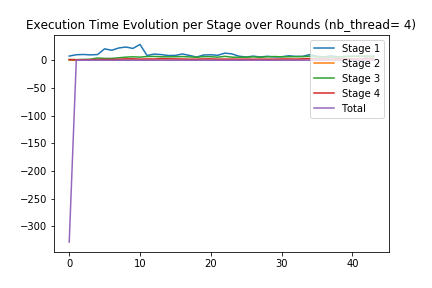 Execution Time Evolution per Stage over Rounds (nb_thread= 4)
0
−50
−100
−150
−200
−250
−300
0
10
20
30
40
Stage 1
Stage 2
Stage 3
Stage 4
Total